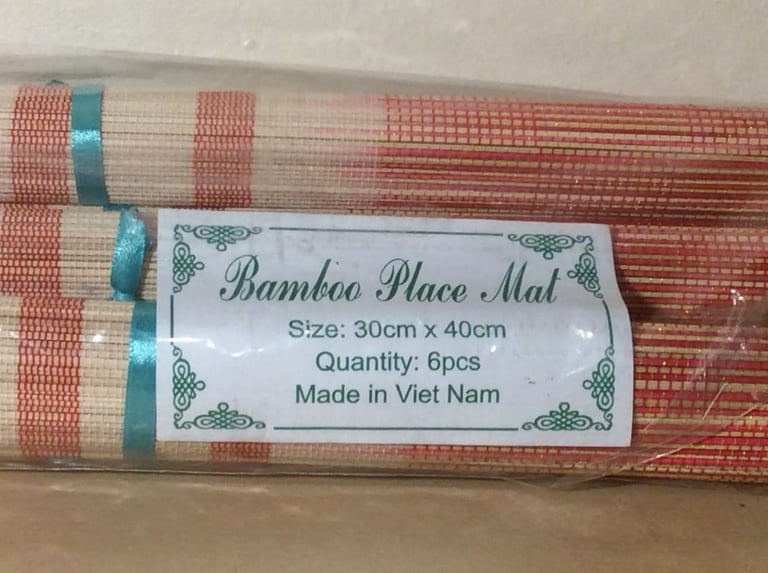 Bamboo Place Mat
Size: 30cm x 40cm
Quantity: 6pcs
Made in Viet Nam